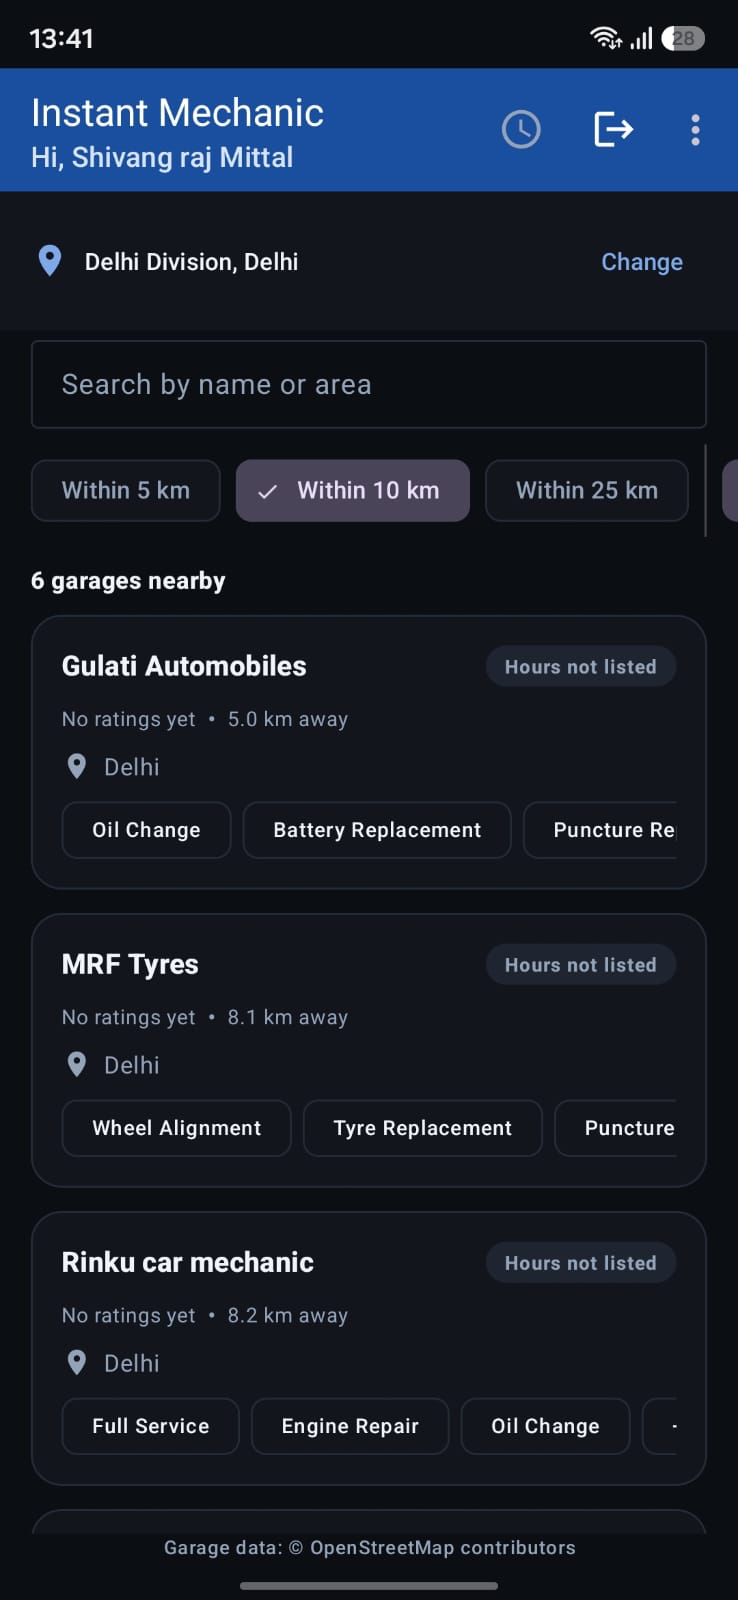 13:41
28
Instant Mechanic
Hi, Shivang raj Mittal
Delhi Division, Delhi
Change
Search by name or area
Within 5 km
Within 10 km
Within 25 km
6 garages nearby
Gulati Automobiles
Hours not listed
No ratings yet • 5.0 km away
Delhi
Oil Change
Battery Replacement
Puncture Re
MRF Tyres
Hours not listed
No ratings yet • 8.1 km away
Delhi
Wheel Alignment
Tyre Replacement
Puncture
Rinku car mechanic
Hours not listed
No ratings yet • 8.2 km away
Delhi
Full Service
Engine Repair
Oil Change
Garage data: © OpenStreetMap contributors